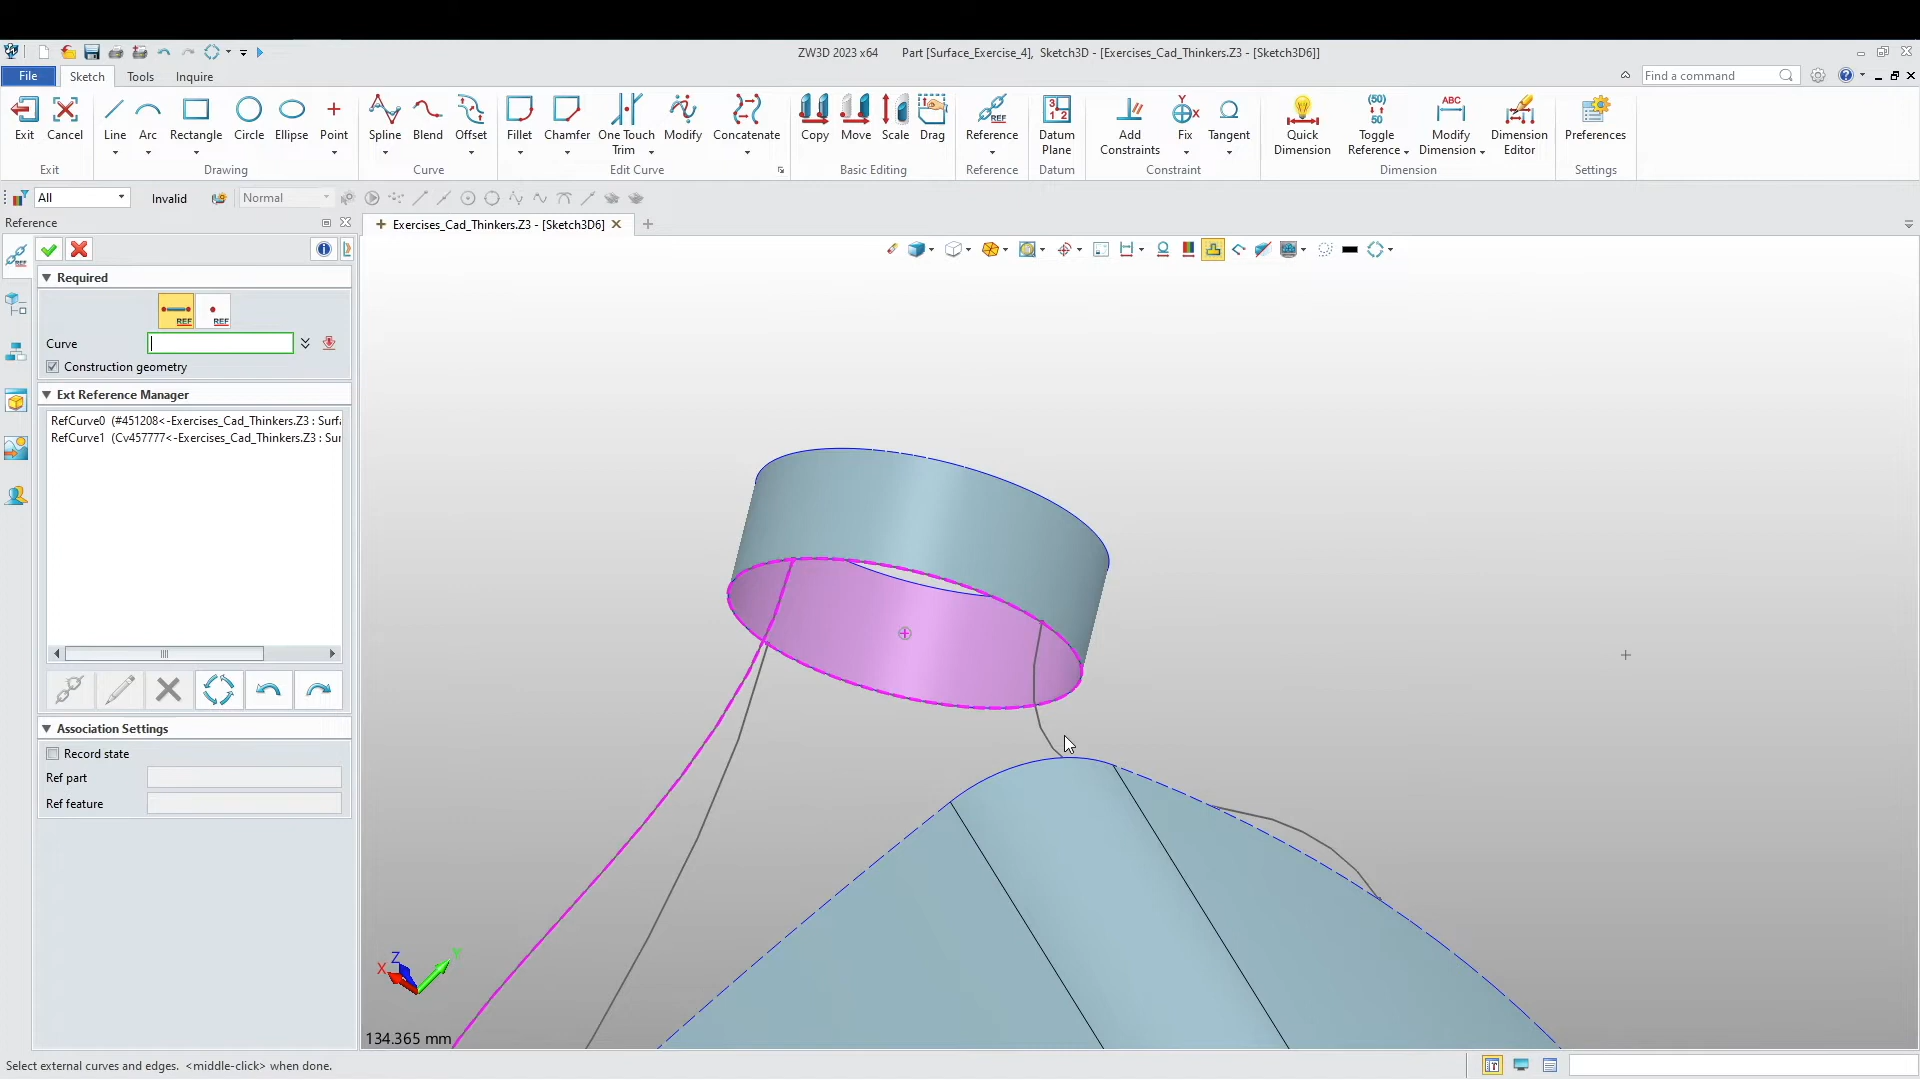 ZW3D 2023 x64 Part [Surface_Exercise_4], Sketch3D - [Exercises_Cad_Thinkers.Z3 - [Sketch3D6]]
File Sketch Tools Inquire Find a command
Exit Cancel Line Arc Rectangle Circle Ellipse Point Spline Blend Offset Fillet Chamfer One Touch Trim Modify Concatenate Copy Move Scale Drag Reference Datum Plane Add Constraints Fix Tangent Quick Dimension Toggle Reference Modify Dimension Dimension Editor Preferences
Exit Drawing Curve Edit Curve Basic Editing Reference Datum Constraint Dimension Settings
All Invalid Normal
Reference
Exercises_Cad_Thinkers.Z3 - [Sketch3D6]
Required
REF REF
Curve
Construction geometry
Ext Reference Manager
RefCurve0 (#451208<-Exercises_Cad_Thinkers.Z3 : Surf
RefCurve1 (Cv457777<-Exercises_Cad_Thinkers.Z3 : Sur
Association Settings
Record state
Ref part
Ref feature
X Z Y
134.365 mm
Select external curves and edges. <middle-click> when done.